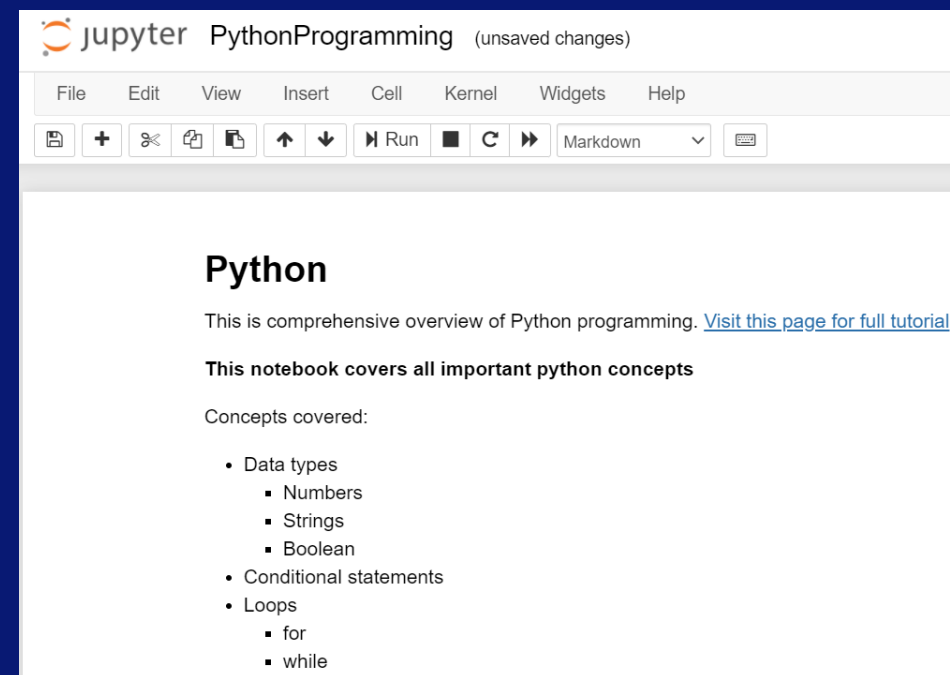 jupyter PythonProgramming (unsaved changes)
File Edit View Insert Cell Kernel Widgets Help
Run Markdown
Python
This is comprehensive overview of Python programming. Visit this page for full tutorial
This notebook covers all important python concepts
Concepts covered:
Data types
Numbers
Strings
Boolean
Conditional statements
Loops
for
while